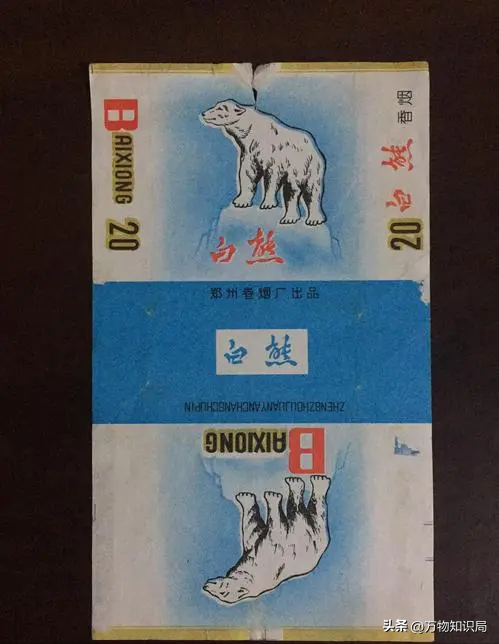 BAIXIONG 20
白熊
香烟
白熊
20
郑州卷烟厂出品
白熊
ZHENGZHOUJUANYANCHANGCHUPIN
BAIXIONG
头条 @万物知识局